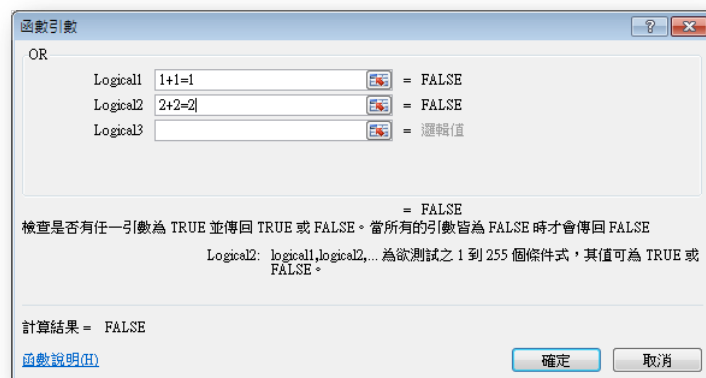 函數引數
OR
Logical1 1+1=1 = FALSE
Logical2 2+2=2 = FALSE
Logical3 = 邏輯值
= FALSE
檢查是否有任一引數為 TRUE 並傳回 TRUE 或 FALSE。當所有的引數皆為 FALSE 時才會傳回 FALSE
Logical2: logical1,logical2,... 為欲測試之 1 到 255 個條件式，其值可為 TRUE 或
FALSE。
計算結果 = FALSE
函數說明(H)
確定 取消